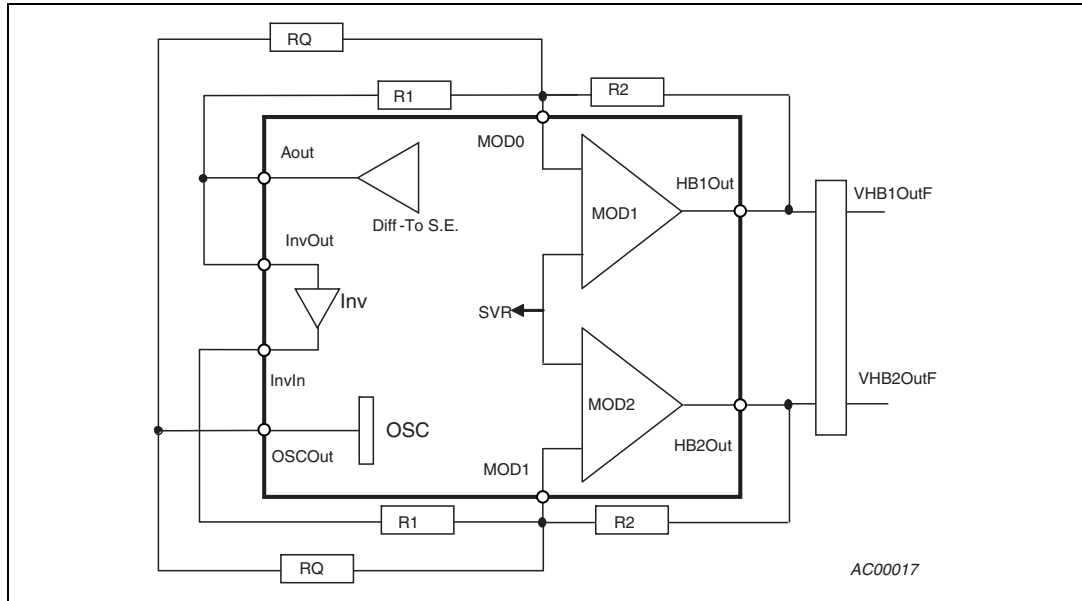 RQ
R1
R2
MOD0
Aout
HB1Out
VHB1OutF
MOD1
Diff -To S.E.
InvOut
Inv
SVR
InvIn
VHB2OutF
MOD2
OSC
OSCOut
HB2Out
MOD1
R1
R2
RQ
AC00017